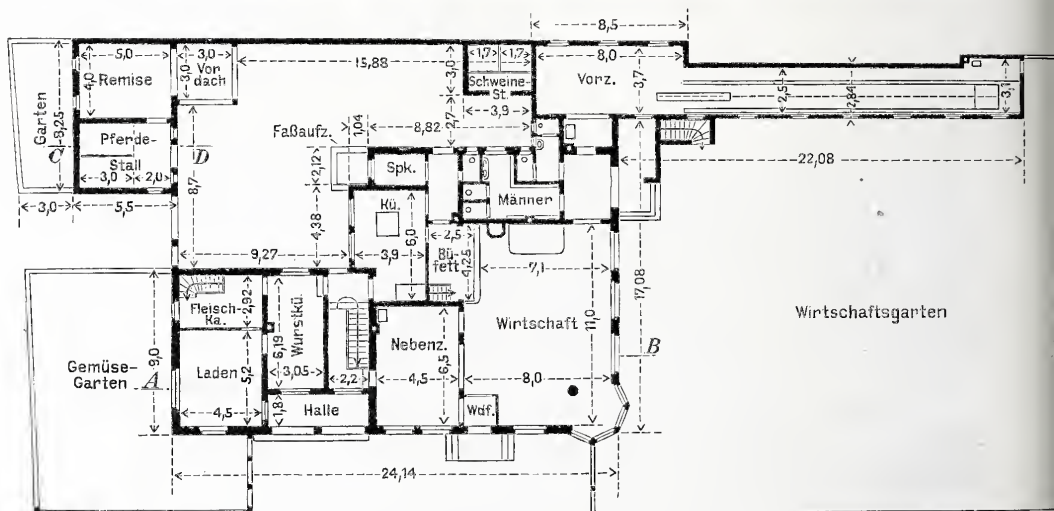 8,5
5,0
3,0
15,88
1,7
1,7
8,0
4,0
3,0
3,0
3,7
Remise
Vor
dach
Schweine-
St.
Vorz.
2,5
2,84
3,1
Garten
8,25
3,9
2,7
Faßaufz.
1,04
8,82
Pferde-
Stall
C
D
3,0
2,0
8,7
2,12
Spk.
22,08
3,0
5,5
Männer
Kü.
4,38
6,0
2,5
9,27
3,9
Bü-
fett
4,25
7,1
Fleisch-
Ka.
2,92
17,08
Wurstkü.
6,19
Wirtschaft
11,0
Wirtschaftsgarten
Gemüse-
Garten
9,0
A
Laden
5,2
3,05
2,2
Nebenz.
4,5
6,5
8,0
B
4,5
1,8
Halle
Wdf.
24,14